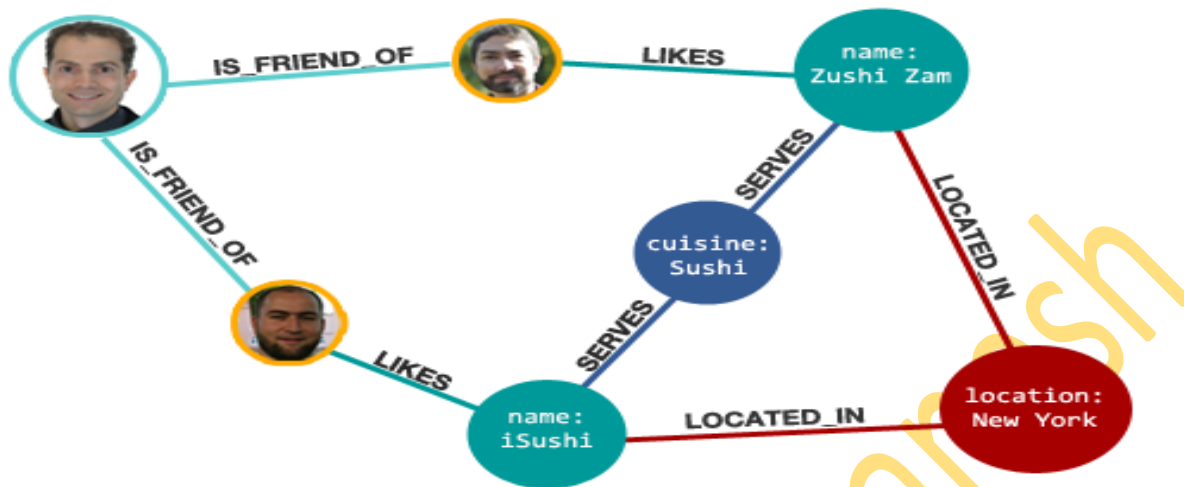 IS_FRIEND_OF
LIKES
name:
Zushi Zam
IS_FRIEND_OF
SERVES
LOCATED_IN
cuisine:
Sushi
SERVES
LIKES
name:
iSushi
LOCATED_IN
location:
New York